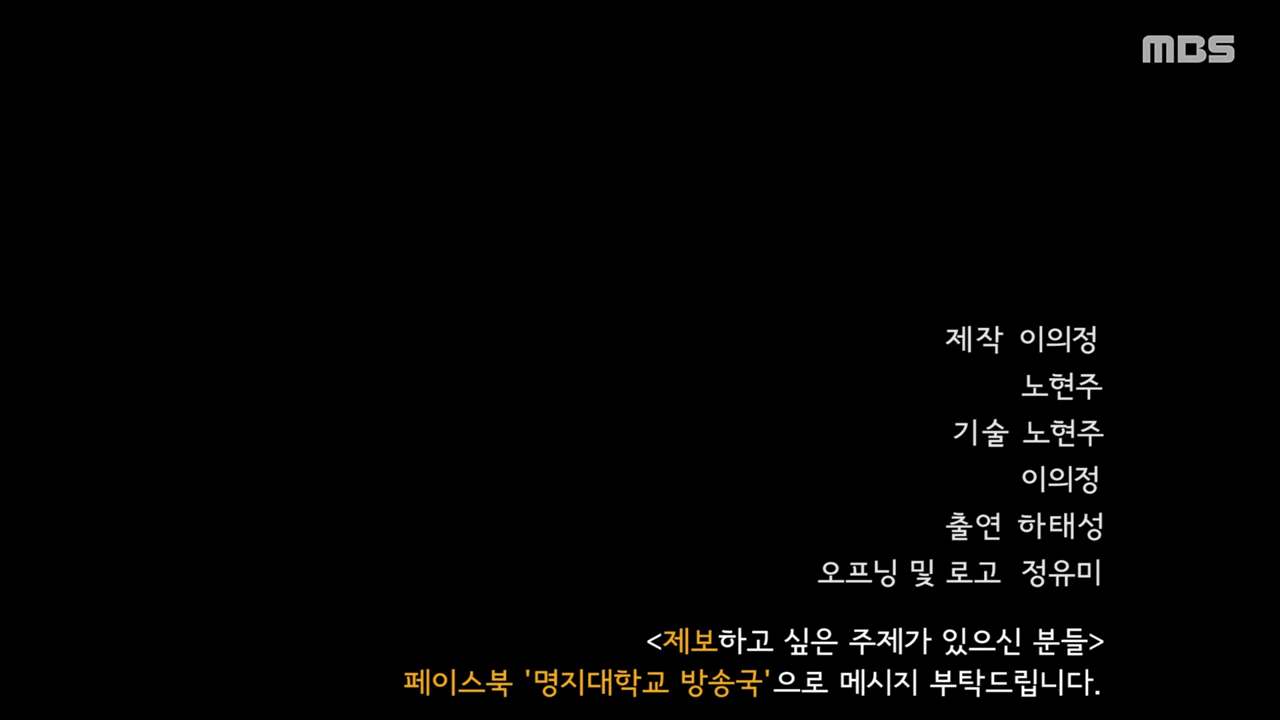 MBS
제작 이의정
노현주
기술 노현주
이의정
출연 하태성
오프닝 및 로고 정유미
<제보하고 싶은 주제가 있으신 분들>
페이스북 '명지대학교 방송국'으로 메시지 부탁드립니다.